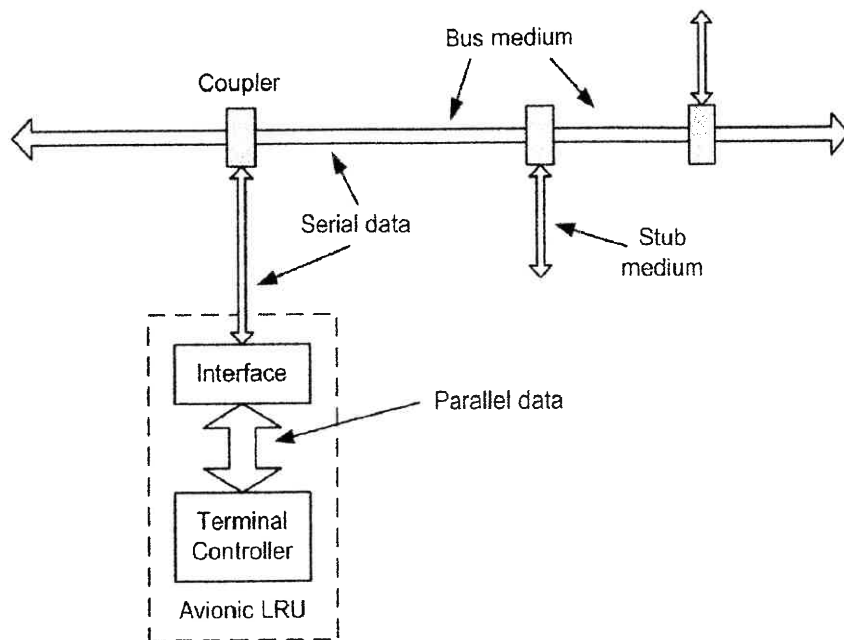 Bus medium
Coupler
Serial data
Stub
medium
Interface
Parallel data
Terminal
Controller
Avionic LRU